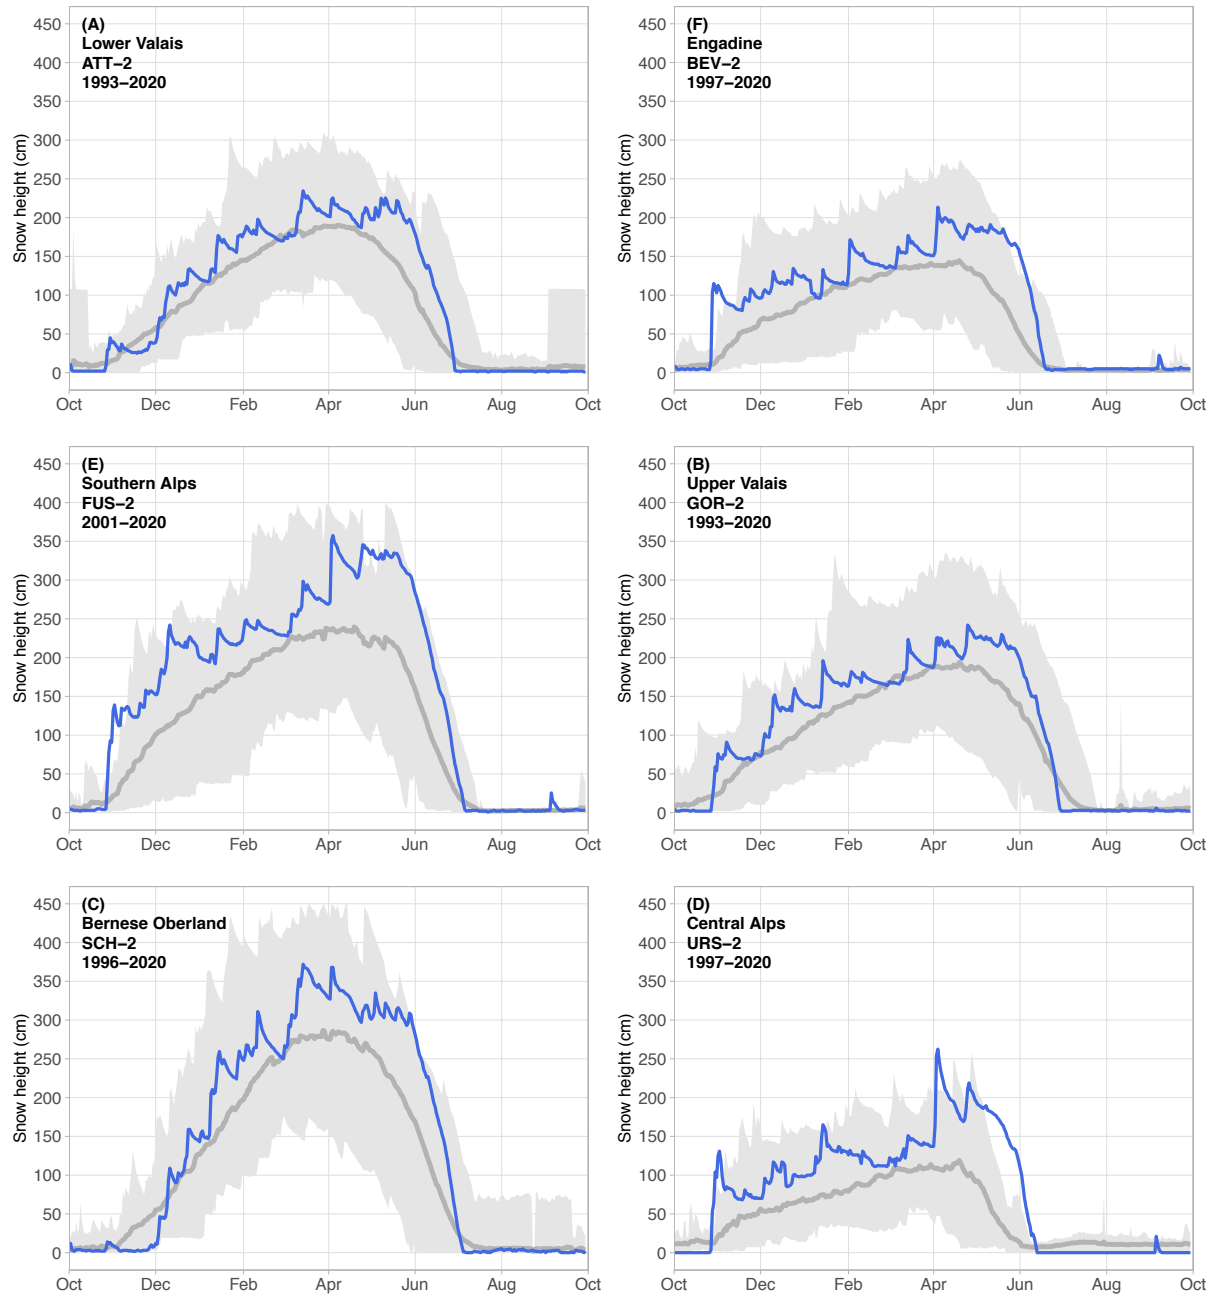 (A)
Lower Valais
ATT−2
1993−2020
Snow height (cm)
450
400
350
300
250
200
150
100
50
0
Oct Dec Feb Apr Jun Aug Oct
(F)
Engadine
BEV−2
1997−2020
Snow height (cm)
450
400
350
300
250
200
150
100
50
0
Oct Dec Feb Apr Jun Aug Oct
(E)
Southern Alps
FUS−2
2001−2020
Snow height (cm)
450
400
350
300
250
200
150
100
50
0
Oct Dec Feb Apr Jun Aug Oct
(B)
Upper Valais
GOR−2
1993−2020
Snow height (cm)
450
400
350
300
250
200
150
100
50
0
Oct Dec Feb Apr Jun Aug Oct
(C)
Bernese Oberland
SCH−2
1996−2020
Snow height (cm)
450
400
350
300
250
200
150
100
50
0
Oct Dec Feb Apr Jun Aug Oct
(D)
Central Alps
URS−2
1997−2020
Snow height (cm)
450
400
350
300
250
200
150
100
50
0
Oct Dec Feb Apr Jun Aug Oct